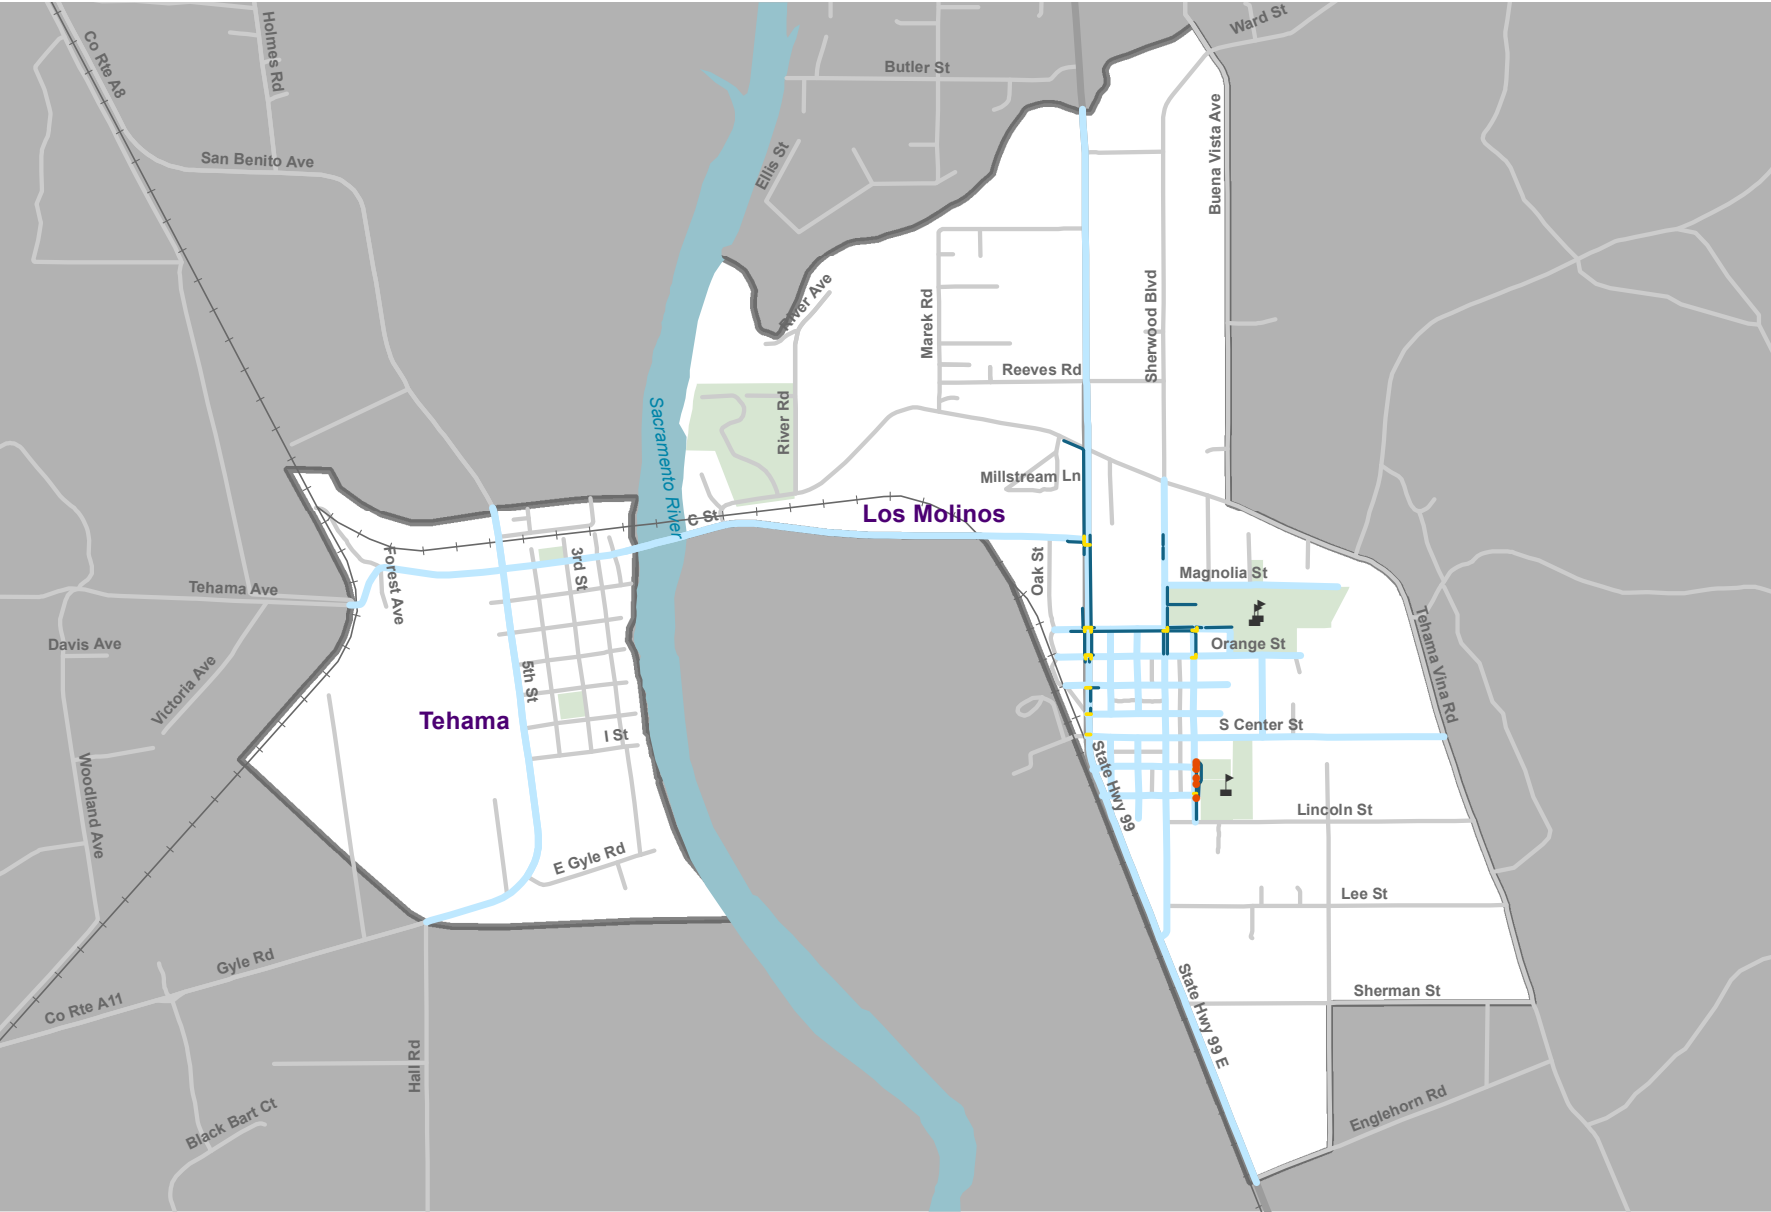 Ward St
Holmes Rd
Co Rte A8
Butler St
Buena Vista Ave
San Benito Ave
Ellis St
River Ave
Marek Rd
Sherwood Blvd
Reeves Rd
River Rd
Sacramento River
Millstream Ln
C St
Los Molinos
3rd St
Forest Ave
Oak St
Magnolia St
Tehama Ave
Davis Ave
Orange St
Tehama Vina Rd
Victoria Ave
5th St
Tehama
S Center St
I St
State Hwy 99
Woodland Ave
Lincoln St
E Gyle Rd
Lee St
Gyle Rd
Co Rte A11
State Hwy 99 E
Sherman St
Hall Rd
Black Bart Ct
Englehorn Rd